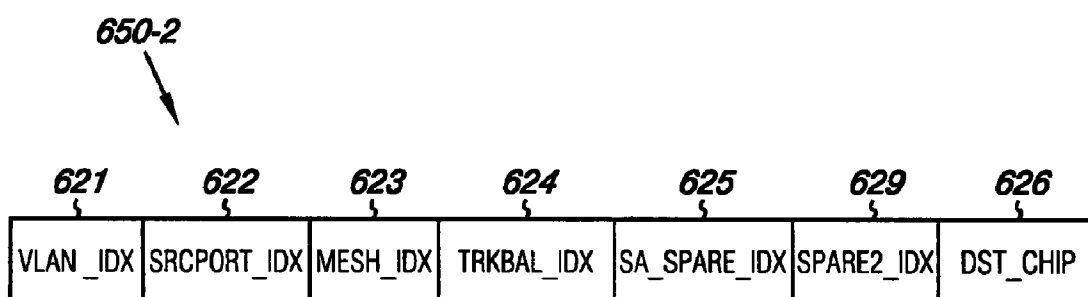 650-2
621 622 623 624 625 629 626
VLAN_IDX SRCPORT_IDX MESH_IDX TRKBAL_IDX SA_SPARE_IDX SPARE2_IDX DST_CHIP